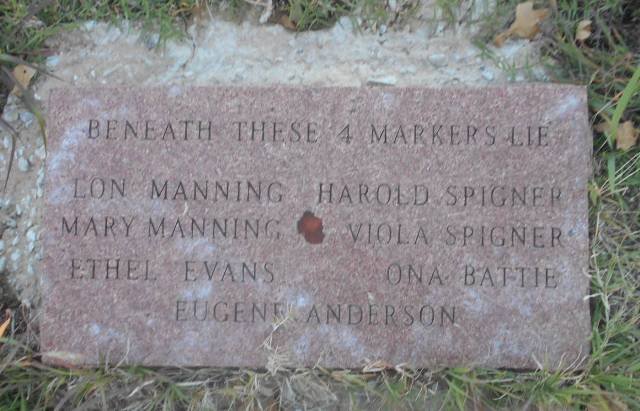 BENEATH THESE 4 MARKERS LIE
LON MANNING HAROLD SPIGNER
MARY MANNING VIOLA SPIGNER
ETHEL EVANS ONA BATTIE
EUGENE ANDERSON